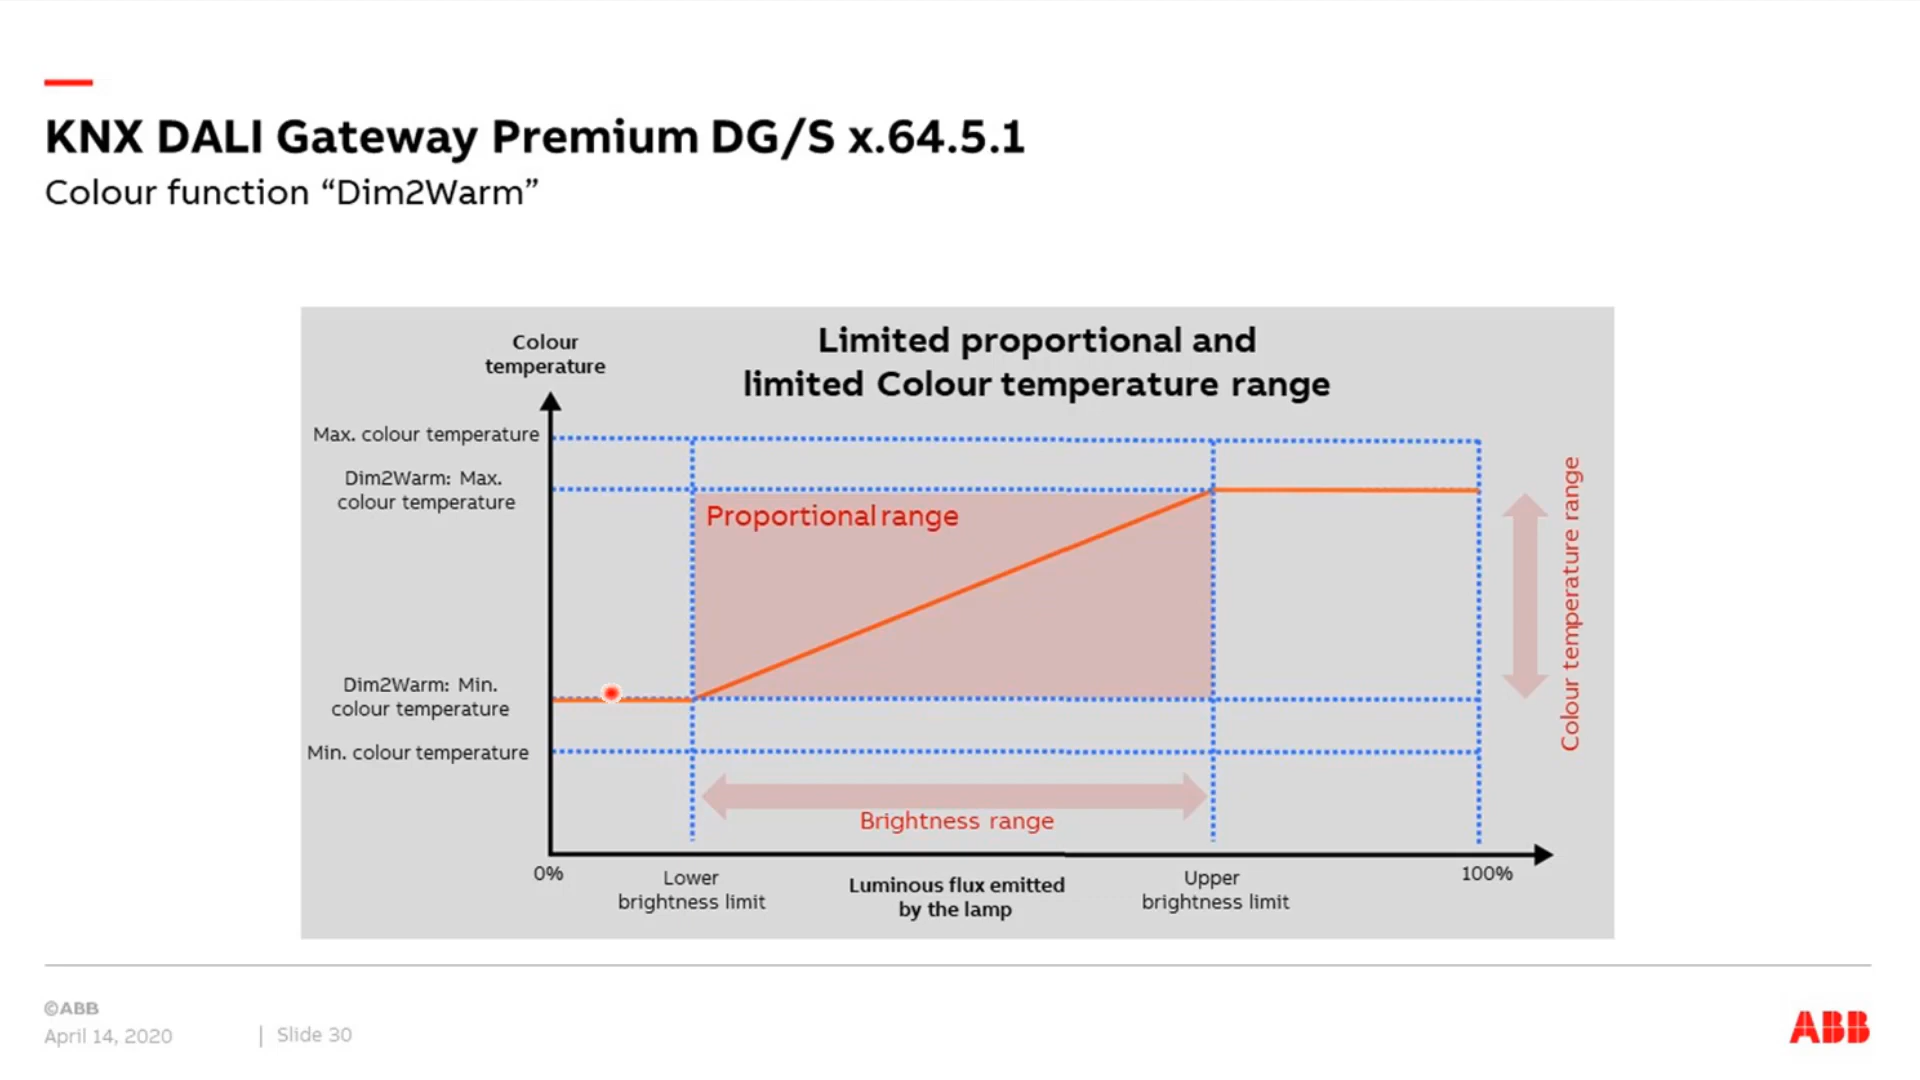 KNX DALI Gateway Premium DG/S x.64.5.1
Colour function “Dim2Warm”
Limited proportional and
limited Colour temperature range
Colour
temperature
Max. colour temperature
Dim2Warm: Max.
colour temperature
Proportional range
Colour temperature range
Dim2Warm: Min.
colour temperature
Min. colour temperature
Brightness range
0%
Lower
brightness limit
Luminous flux emitted
by the lamp
Upper
brightness limit
100%
©ABB
April 14, 2020
| Slide 30
ABB